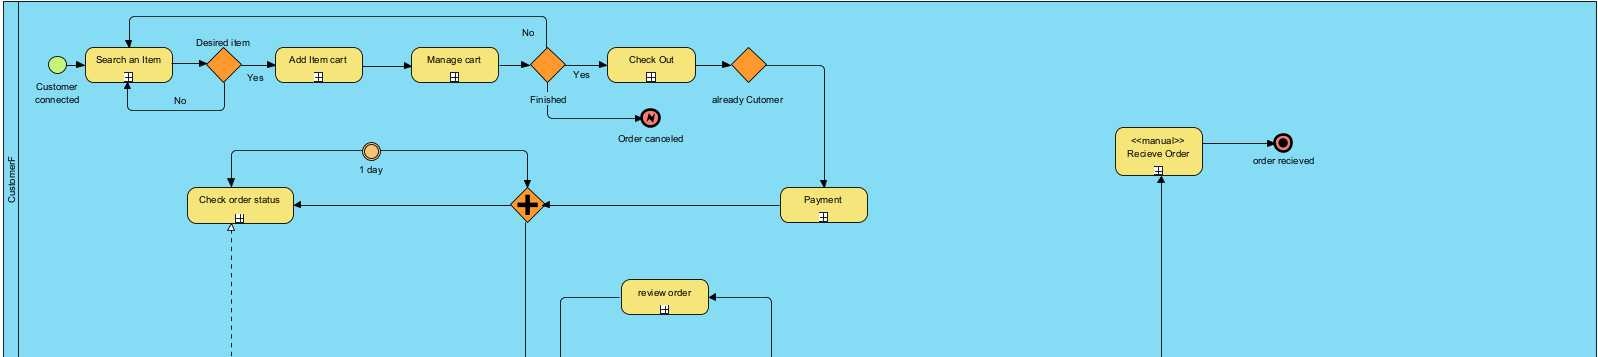 CustomerF
No
Desired item
Search an Item
Add Item cart
Manage cart
Check Out
Yes
Yes
Customer
connected
No
Finished
already Cutomer
Order canceled
<<manual>>
Recieve Order
order recieved
1 day
Check order status
Payment
review order